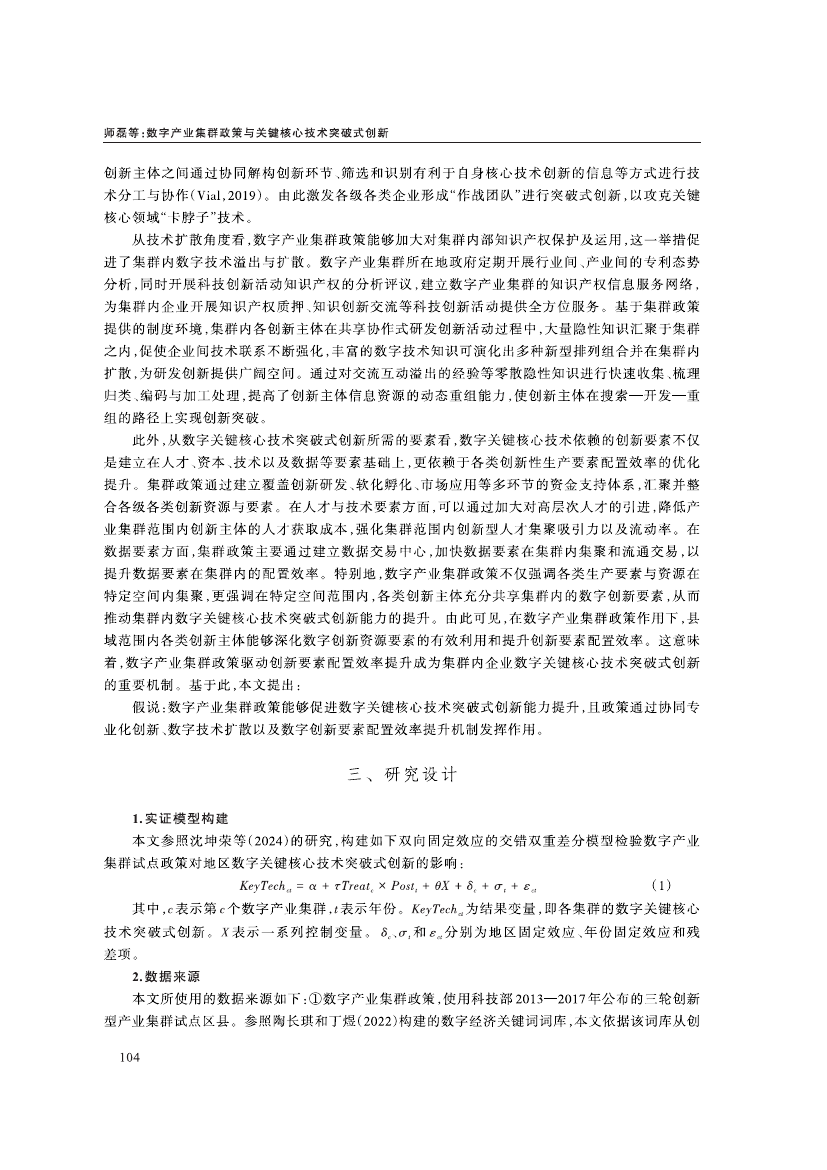 师磊等:数字产业集群政策与关键核心技术突破式创新
创新主体之间通过协同解构创新环节、筛选和识别有利于自身核心技术创新的信息等方式进行技
术分工与协作(Vial,2019)。由此激发各级各类企业形成“作战团队”进行突破式创新,以攻克关键
核心领域“卡脖子”技术。
从技术扩散角度看,数字产业集群政策能够加大对集群内部知识产权保护及运用,这一举措促
进了集群内数字技术溢出与扩散。数字产业集群所在地政府定期开展行业间、产业间的专利态势
分析,同时开展科技创新活动知识产权的分析评议,建立数字产业集群的知识产权信息服务网络,
为集群内企业开展知识产权质押、知识创新交流等科技创新活动提供全方位服务。基于集群政策
提供的制度环境,集群内各创新主体在共享协作式研发创新活动过程中,大量隐性知识汇聚于集群
之内,促使企业间技术联系不断强化,丰富的数字技术知识可演化出多种新型排列组合并在集群内
扩散,为研发创新提供广阔空间。通过对交流互动溢出的经验等零散隐性知识进行快速收集、梳理
归类、编码与加工处理,提高了创新主体信息资源的动态重组能力,使创新主体在搜索—开发—重
组的路径上实现创新突破。
此外,从数字关键核心技术突破式创新所需的要素看,数字关键核心技术依赖的创新要素不仅
是建立在人才、资本、技术以及数据等要素基础上,更依赖于各类创新性生产要素配置效率的优化
提升。集群政策通过建立覆盖创新研发、软化孵化、市场应用等多环节的资金支持体系,汇聚并整
合各级各类创新资源与要素。在人才与技术要素方面,可以通过加大对高层次人才的引进,降低产
业集群范围内创新主体的人才获取成本,强化集群范围内创新型人才集聚吸引力以及流动率。在
数据要素方面,集群政策主要通过建立数据交易中心,加快数据要素在集群内集聚和流通交易,以
提升数据要素在集群内的配置效率。特别地,数字产业集群政策不仅强调各类生产要素与资源在
特定空间内集聚,更强调在特定空间范围内,各类创新主体充分共享集群内的数字创新要素,从而
推动集群内数字关键核心技术突破式创新能力的提升。由此可见,在数字产业集群政策作用下,县
域范围内各类创新主体能够深化数字创新资源要素的有效利用和提升创新要素配置效率。这意味
着,数字产业集群政策驱动创新要素配置效率提升成为集群内企业数字关键核心技术突破式创新
的重要机制。基于此,本文提出:
假说:数字产业集群政策能够促进数字关键核心技术突破式创新能力提升,且政策通过协同专
业化创新、数字技术扩散以及数字创新要素配置效率提升机制发挥作用。
三、研究设计
1.实证模型构建
本文参照沈坤荣等(2024)的研究,构建如下双向固定效应的交错双重差分模型检验数字产业
集群试点政策对地区数字关键核心技术突破式创新的影响:
KeyTech_ct = α + τTreat_c × Post_t + θX + δ_c + σ_t + ε_ct (1)
其中,c表示第c个数字产业集群,t表示年份。KeyTech_ct为结果变量,即各集群的数字关键核心
技术突破式创新。X表示一系列控制变量。δ_c、σ_t和ε_ct分别为地区固定效应、年份固定效应和残
差项。
2.数据来源
本文所使用的数据来源如下:①数字产业集群政策,使用科技部2013—2017年公布的三轮创新
型产业集群试点区县。参照陶长琪和丁煜(2022)构建的数字经济关键词词库,本文依据该词库从创
104